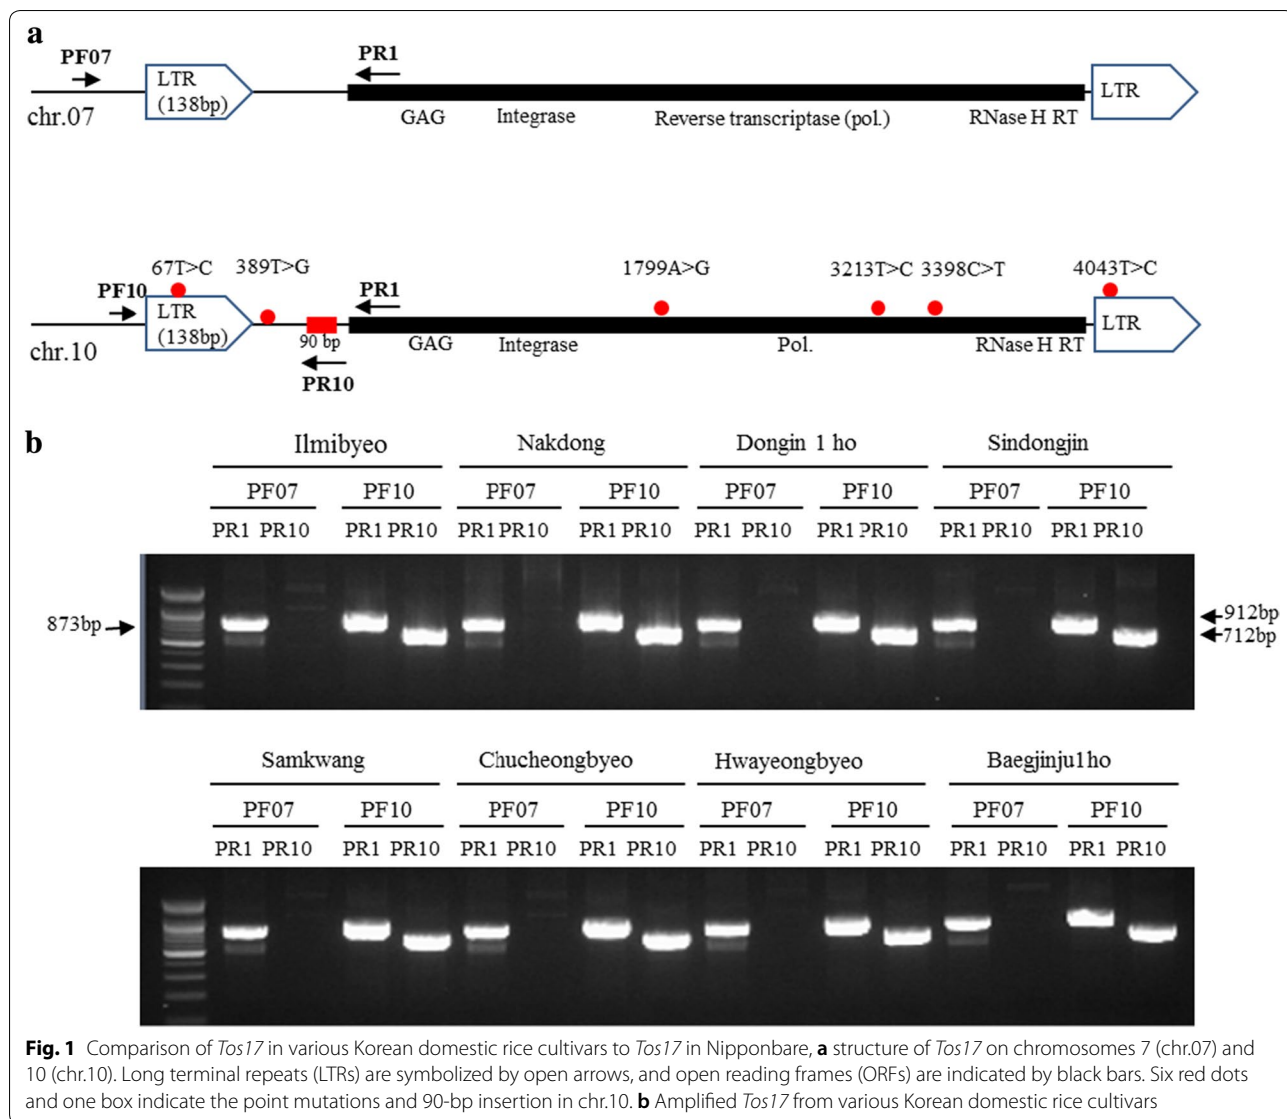 a
PF07
PR1
LTR
(138bp)
LTR
chr.07
GAG Integrase Reverse transcriptase (pol.) RNase H RT
67T>C 389T>G 1799A>G 3213T>C 3398C>T 4043T>C
PF10
PR1
LTR
(138bp)
LTR
chr.10
90 bp
GAG Integrase Pol. RNase H RT
PR10
b
Ilmibyeo Nakdong Dongin 1 ho Sindongjin
PF07 PF10 PF07 PF10 PF07 PF10 PF07 PF10
PR1 PR10 PR1 PR10 PR1 PR10 PR1 PR10 PR1 PR10 PR1 PR10 PR1 PR10 PR1 PR10
873bp
912bp
712bp
Samkwang Chucheongbyeo Hwayeongbyeo Baegjinju1ho
PF07 PF10 PF07 PF10 PF07 PF10 PF07 PF10
PR1 PR10 PR1 PR10 PR1 PR10 PR1 PR10 PR1 PR10 PR1 PR10 PR1 PR10 PR1 PR10
Fig. 1 Comparison of Tos17 in various Korean domestic rice cultivars to Tos17 in Nipponbare, a structure of Tos17 on chromosomes 7 (chr.07) and
10 (chr.10). Long terminal repeats (LTRs) are symbolized by open arrows, and open reading frames (ORFs) are indicated by black bars. Six red dots
and one box indicate the point mutations and 90-bp insertion in chr.10. b Amplified Tos17 from various Korean domestic rice cultivars